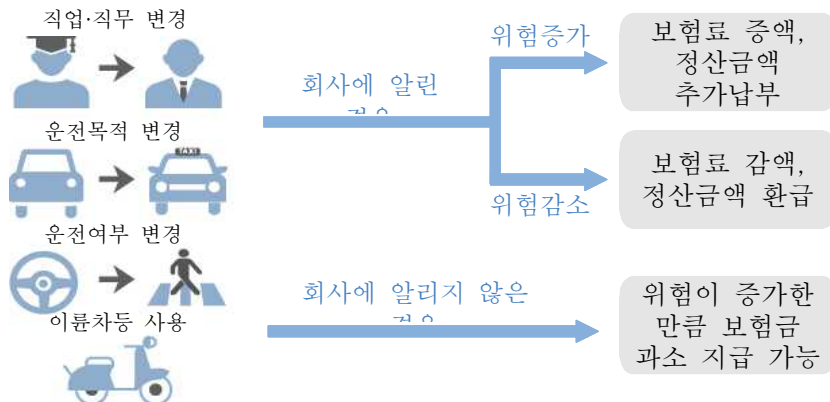 직업·직무 변경
운전목적 변경
TAXI
운전여부 변경
이륜차등 사용
회사에 알린
위험증가
위험감소
보험료 증액,
정산금액
추가납부
보험료 감액,
정산금액 환급
회사에 알리지 않은
위험이 증가한
만큼 보험금
과소 지급 가능